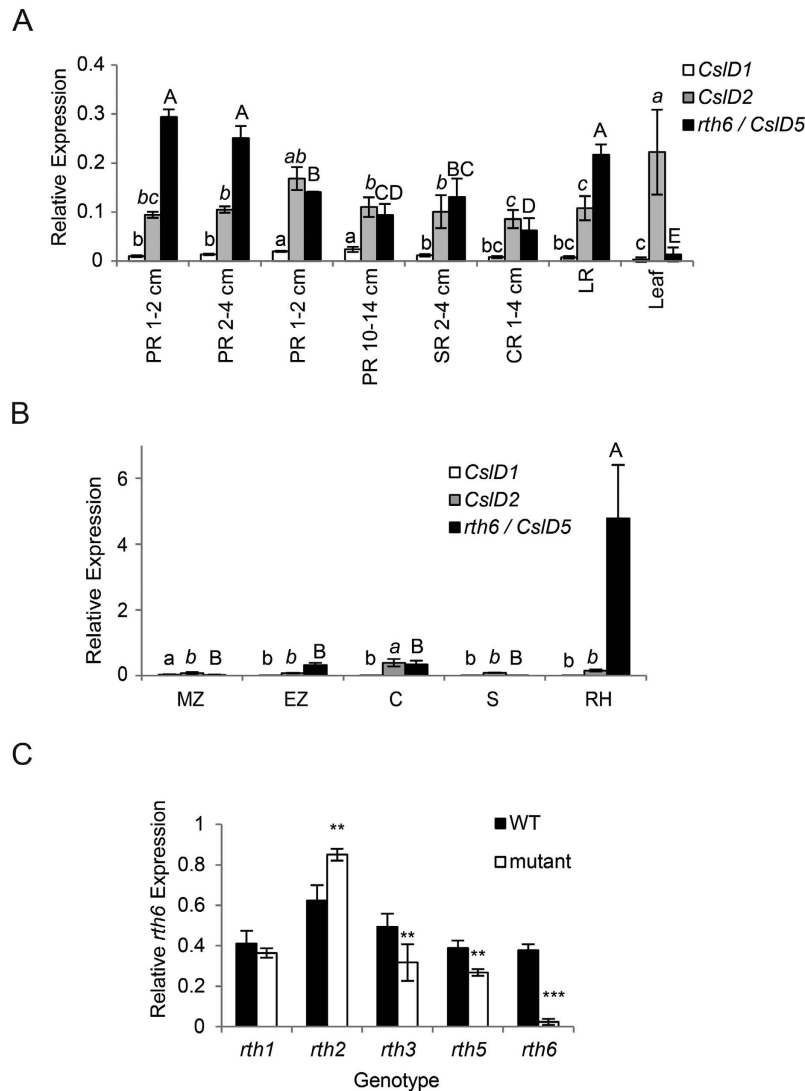 A
Relative Expression
0.4
0.3
0.2
0.1
0
CslD1
CslD2
rth6 / CslD5
b bc A
b b A
a ab B
a b CD
b b BC
bc c D
bc c A
c a E
PR 1-2 cm
PR 2-4 cm
PR 1-2 cm
PR 10-14 cm
SR 2-4 cm
CR 1-4 cm
LR
Leaf
B
Relative Expression
6
4
2
0
CslD1
CslD2
rth6 / CslD5
a b B
b b B
b a B
b b B
b b A
MZ EZ C S RH
C
Relative rth6 Expression
1
0.8
0.6
0.4
0.2
0
WT
mutant
** ** ** ***
rth1 rth2 rth3 rth5 rth6
Genotype